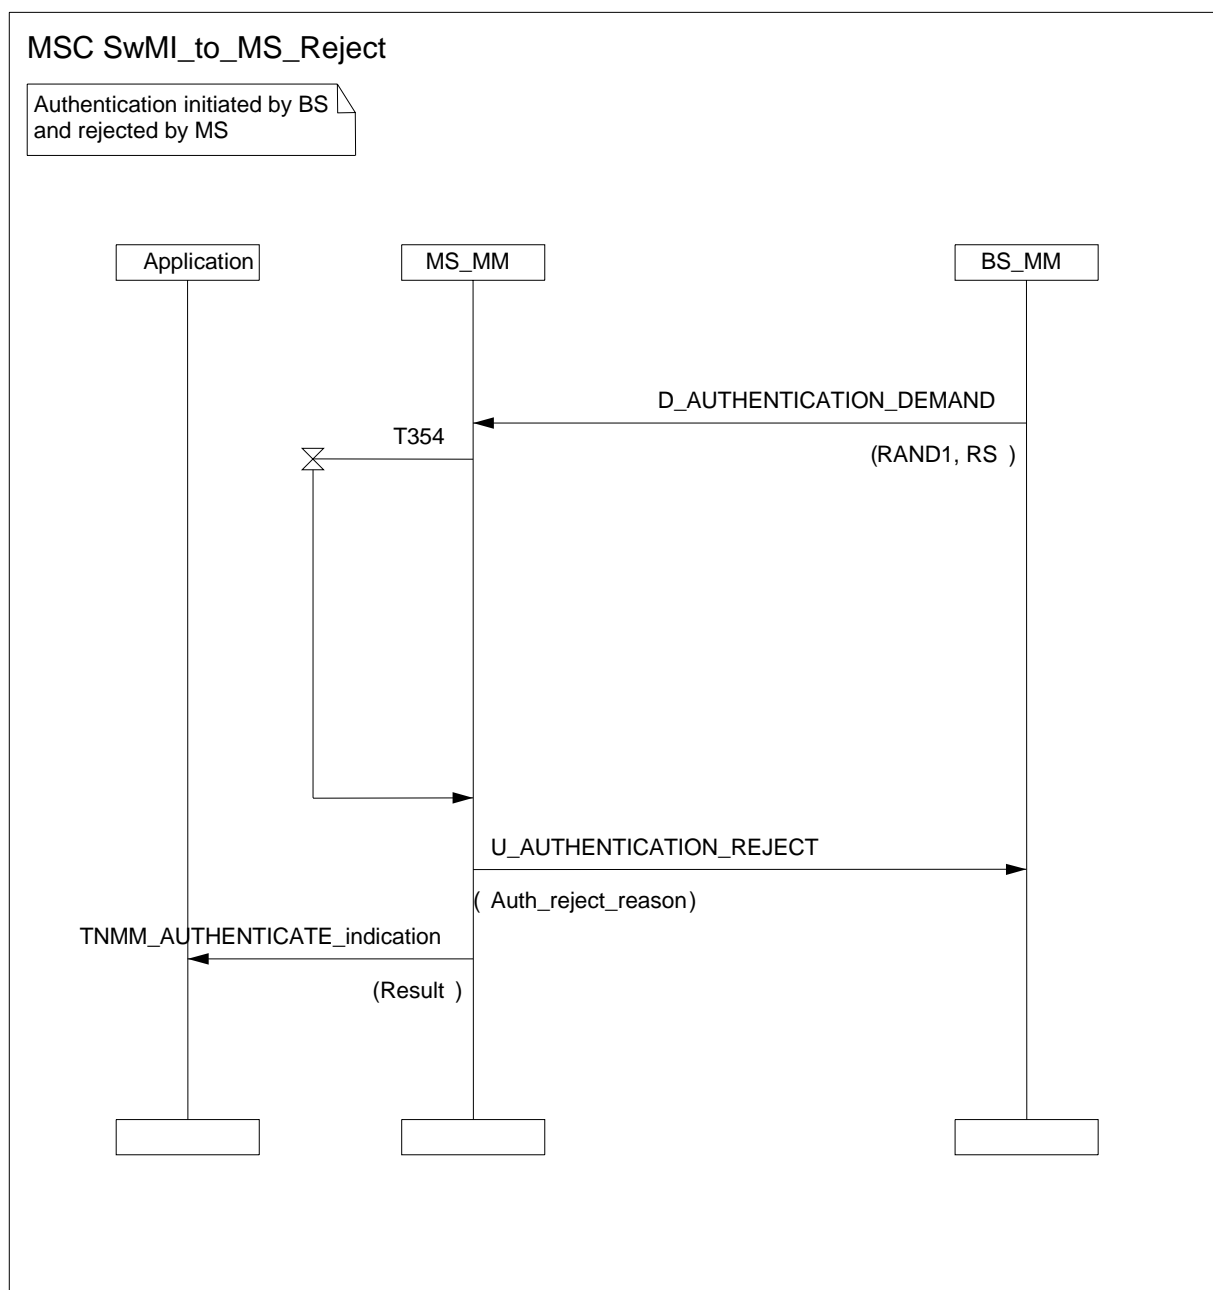 MSC SwMI_to_MS_Reject
Authentication initiated by BS
and rejected by MS
Application
MS_MM
BS_MM
D_AUTHENTICATION_DEMAND
T354
(RAND1, RS )
U_AUTHENTICATION_REJECT
( Auth_reject_reason)
TNMM_AUTHENTICATE_indication
(Result )